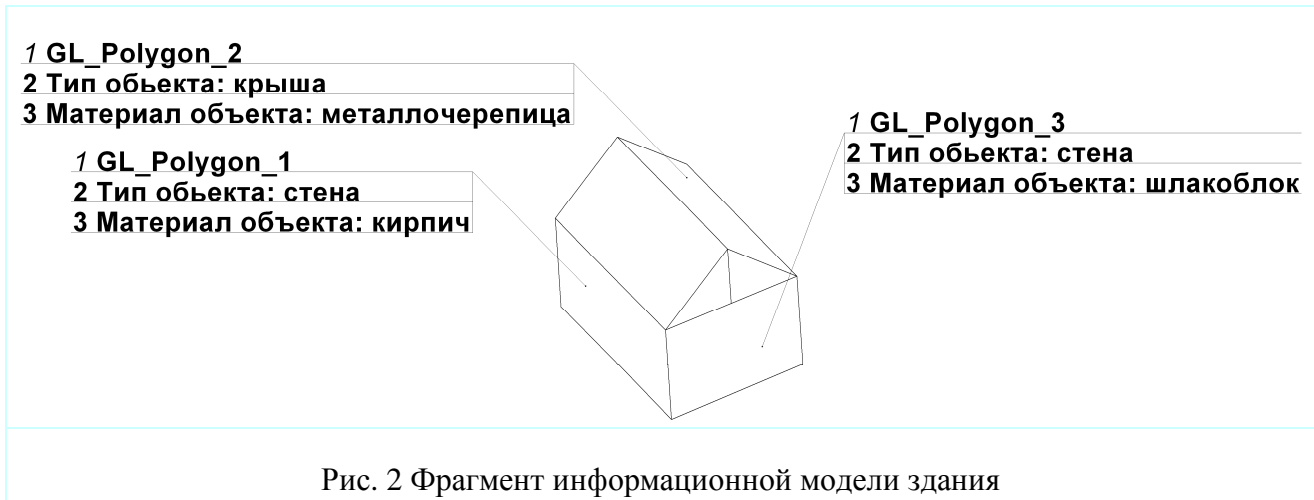 1 GL_Polygon_2
2 Тип обьекта: крыша
3 Материал объекта: металлочерепица
1 GL_Polygon_1
2 Тип обьекта: стена
3 Материал объекта: кирпич
1 GL_Polygon_3
2 Тип обьекта: стена
3 Материал объекта: шлакоблок
Рис. 2 Фрагмент информационной модели здания